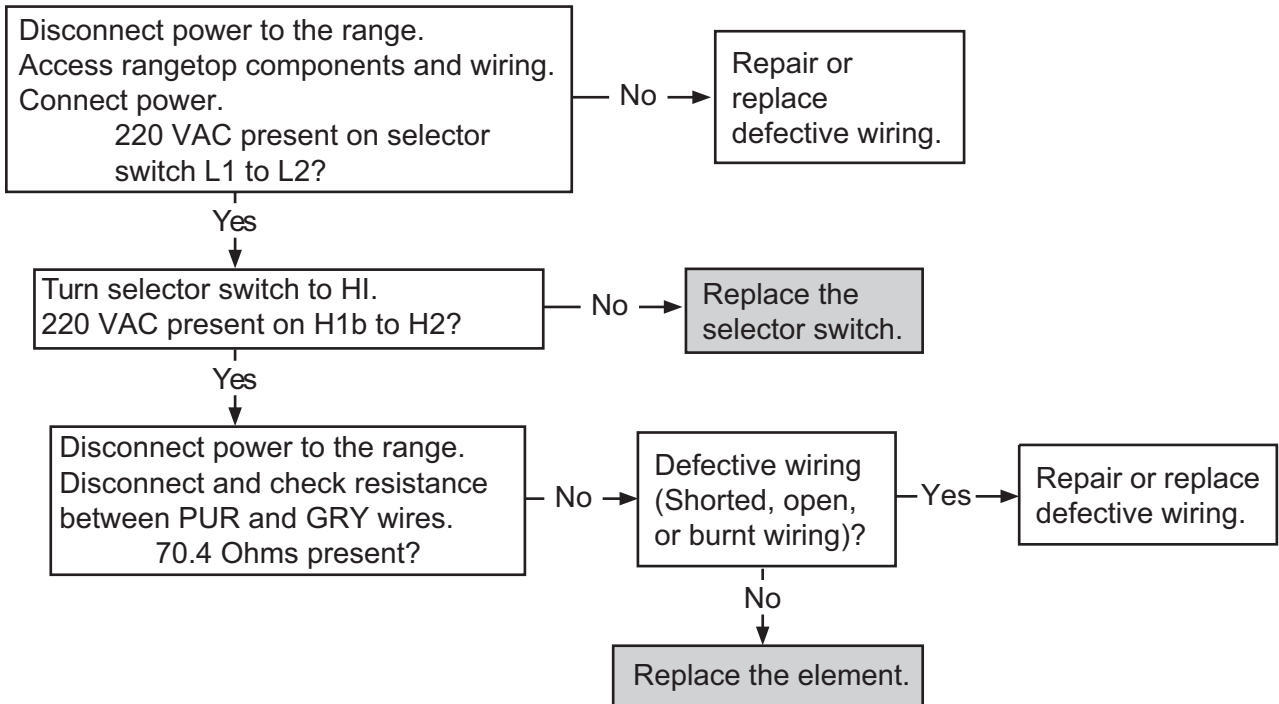 Disconnect power to the range.
Access rangetop components and wiring.
Connect power.
220 VAC present on selector
switch L1 to L2?
No
Repair or
replace
defective wiring.
Yes
Turn selector switch to HI.
220 VAC present on H1b to H2?
No
Replace the
selector switch.
Yes
Disconnect power to the range.
Disconnect and check resistance
between PUR and GRY wires.
70.4 Ohms present?
No
Defective wiring
(Shorted, open,
or burnt wiring)?
Yes
Repair or replace
defective wiring.
No
Replace the element.